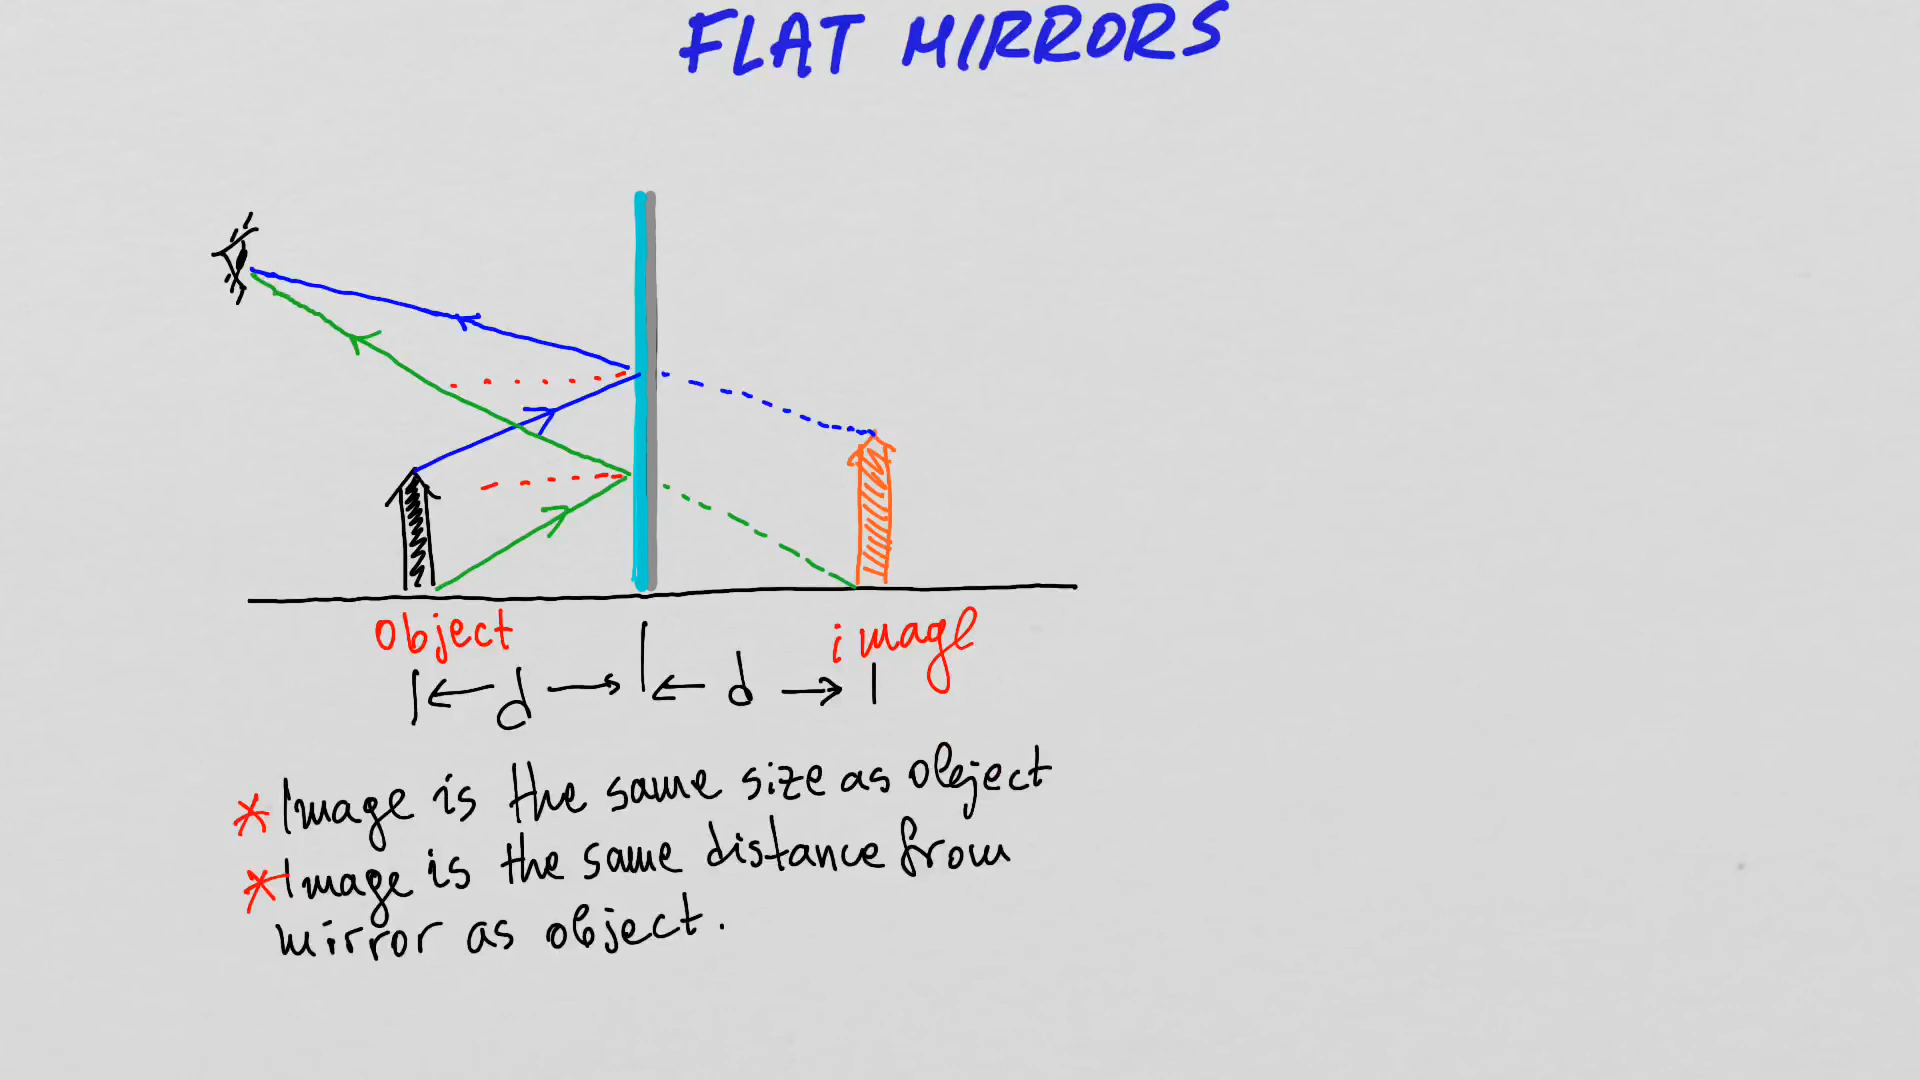 FLAT MIRRORS
object image
d d
* Image is the same size as object
* Image is the same distance from
mirror as object.